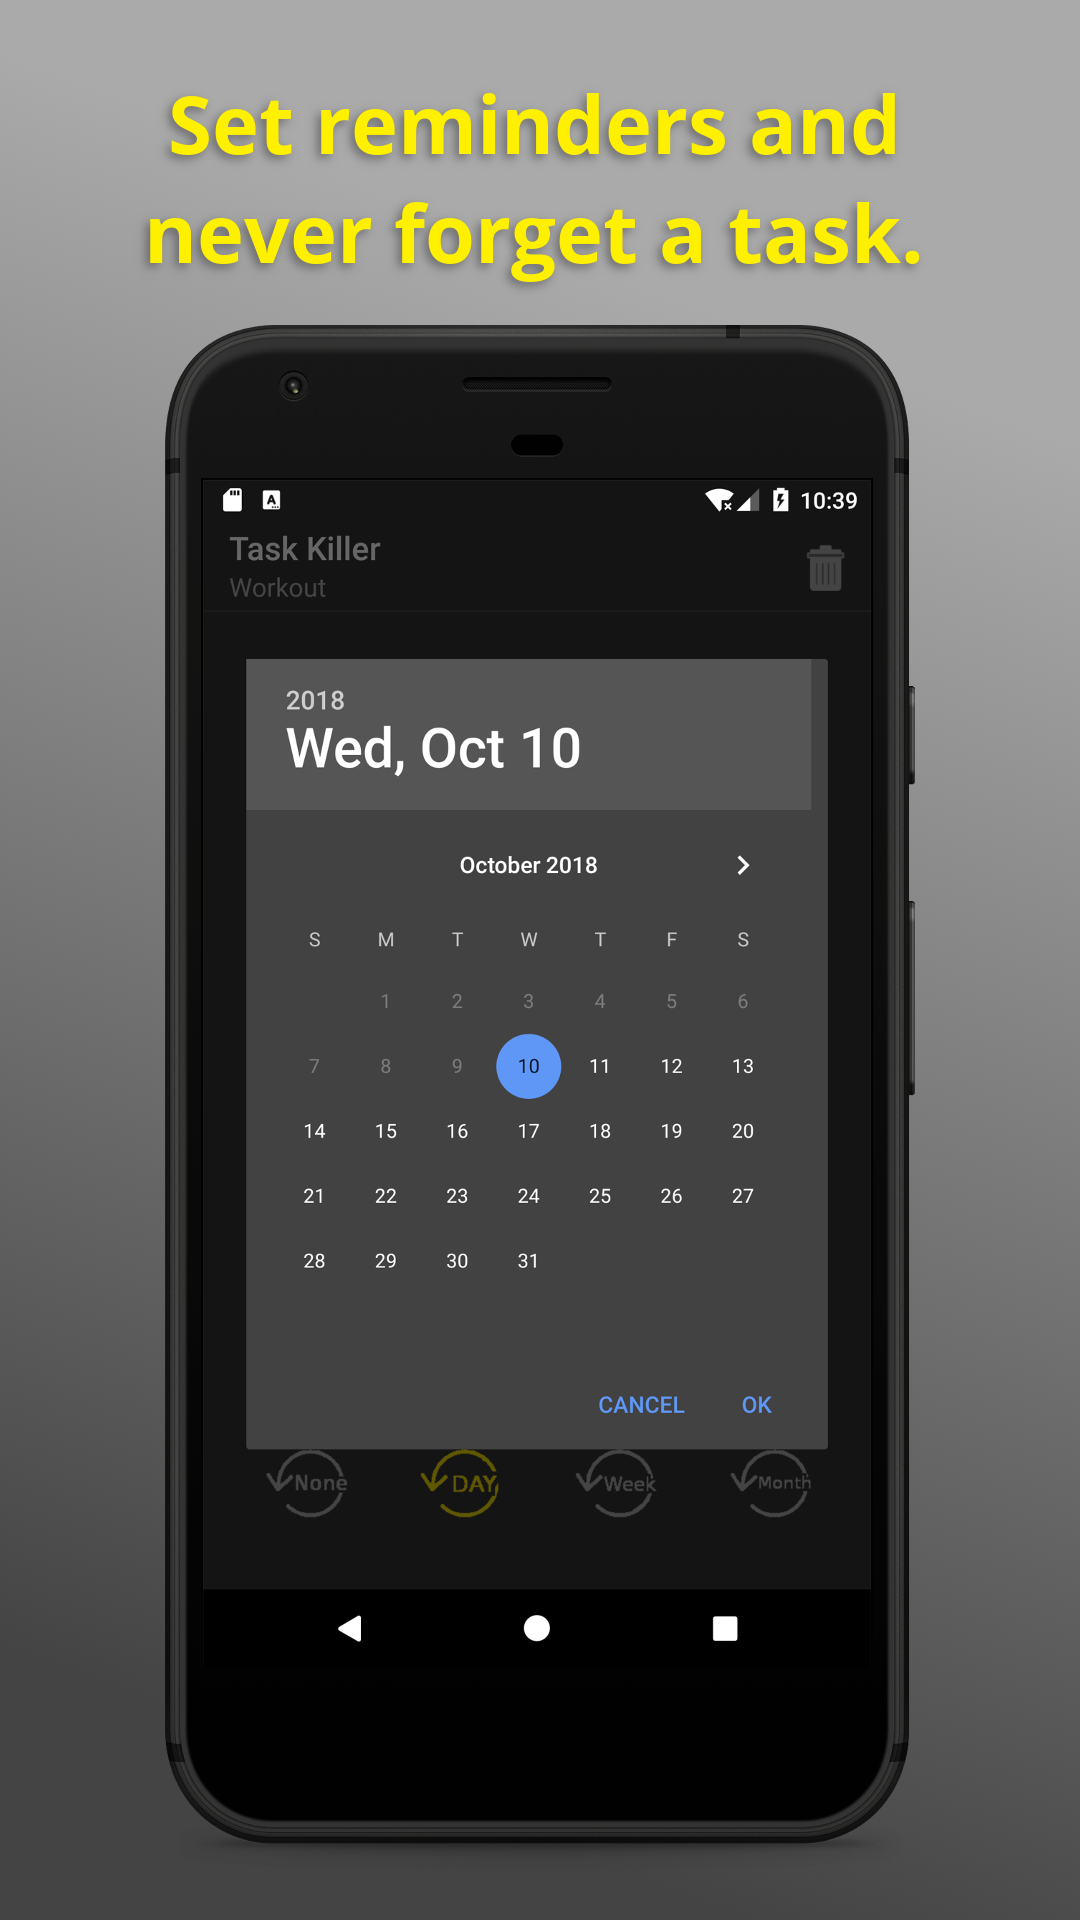 Set reminders and
never forget a task.
A
10:39
Task Killer
Workout
2018
Wed, Oct 10
October 2018
S M T W T F S
1 2 3 4 5 6
7 8 9 10 11 12 13
14 15 16 17 18 19 20
21 22 23 24 25 26 27
28 29 30 31
CANCEL OK
None DAY Week Month